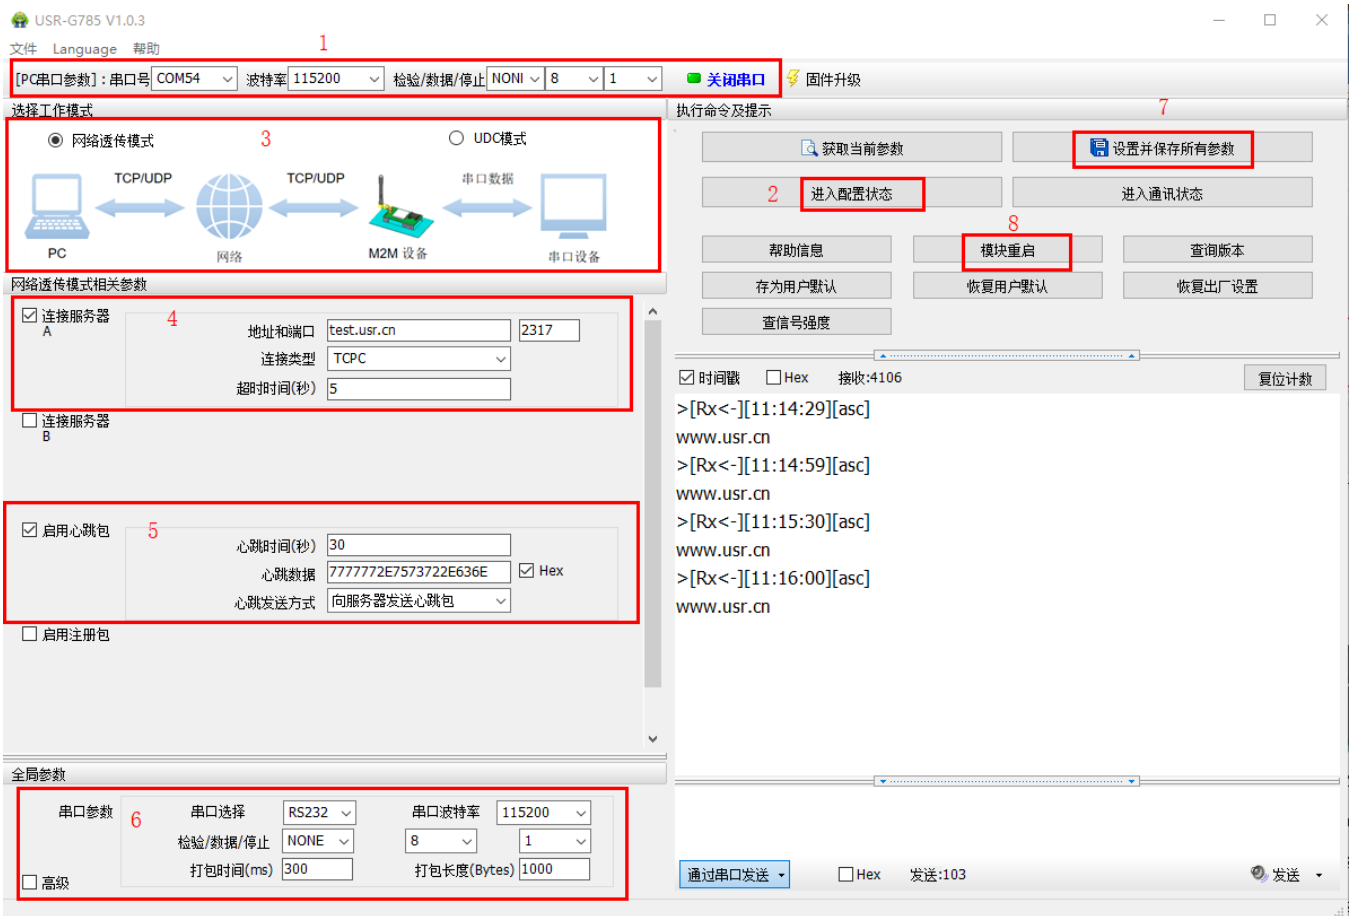 USR-G785 V1.0.3
文件 Language 帮助
1
[PC串口参数]：串口号 COM54 波特率 115200 检验/数据/停止 NONI 8 1 关闭串口 固件升级
选择工作模式
网络透传模式 3 UDC模式
TCP/UDP TCP/UDP 串口数据
PC 网络 M2M 设备 串口设备
网络透传模式相关参数
连接服务器 A 4
地址和端口 test.usr.cn 2317
连接类型 TCPC
超时时间(秒) 5
连接服务器 B
启用心跳包 5
心跳时间(秒) 30
心跳数据 7777772E7573722E636E Hex
心跳发送方式 向服务器发送心跳包
启用注册包
全局参数
串口参数 6 串口选择 RS232 串口波特率 115200
检验/数据/停止 NONE 8 1
打包时间(ms) 300 打包长度(Bytes) 1000
高级
执行命令及提示 7
获取当前参数 设置并保存所有参数
2 进入配置状态 进入通讯状态
8
帮助信息 模块重启 查询版本
存为用户默认 恢复用户默认 恢复出厂设置
查信号强度
时间戳 Hex 接收:4106 复位计数
>[Rx<-][11:14:29][asc]
www.usr.cn
>[Rx<-][11:14:59][asc]
www.usr.cn
>[Rx<-][11:15:30][asc]
www.usr.cn
>[Rx<-][11:16:00][asc]
www.usr.cn
通过串口发送 Hex 发送:103 发送